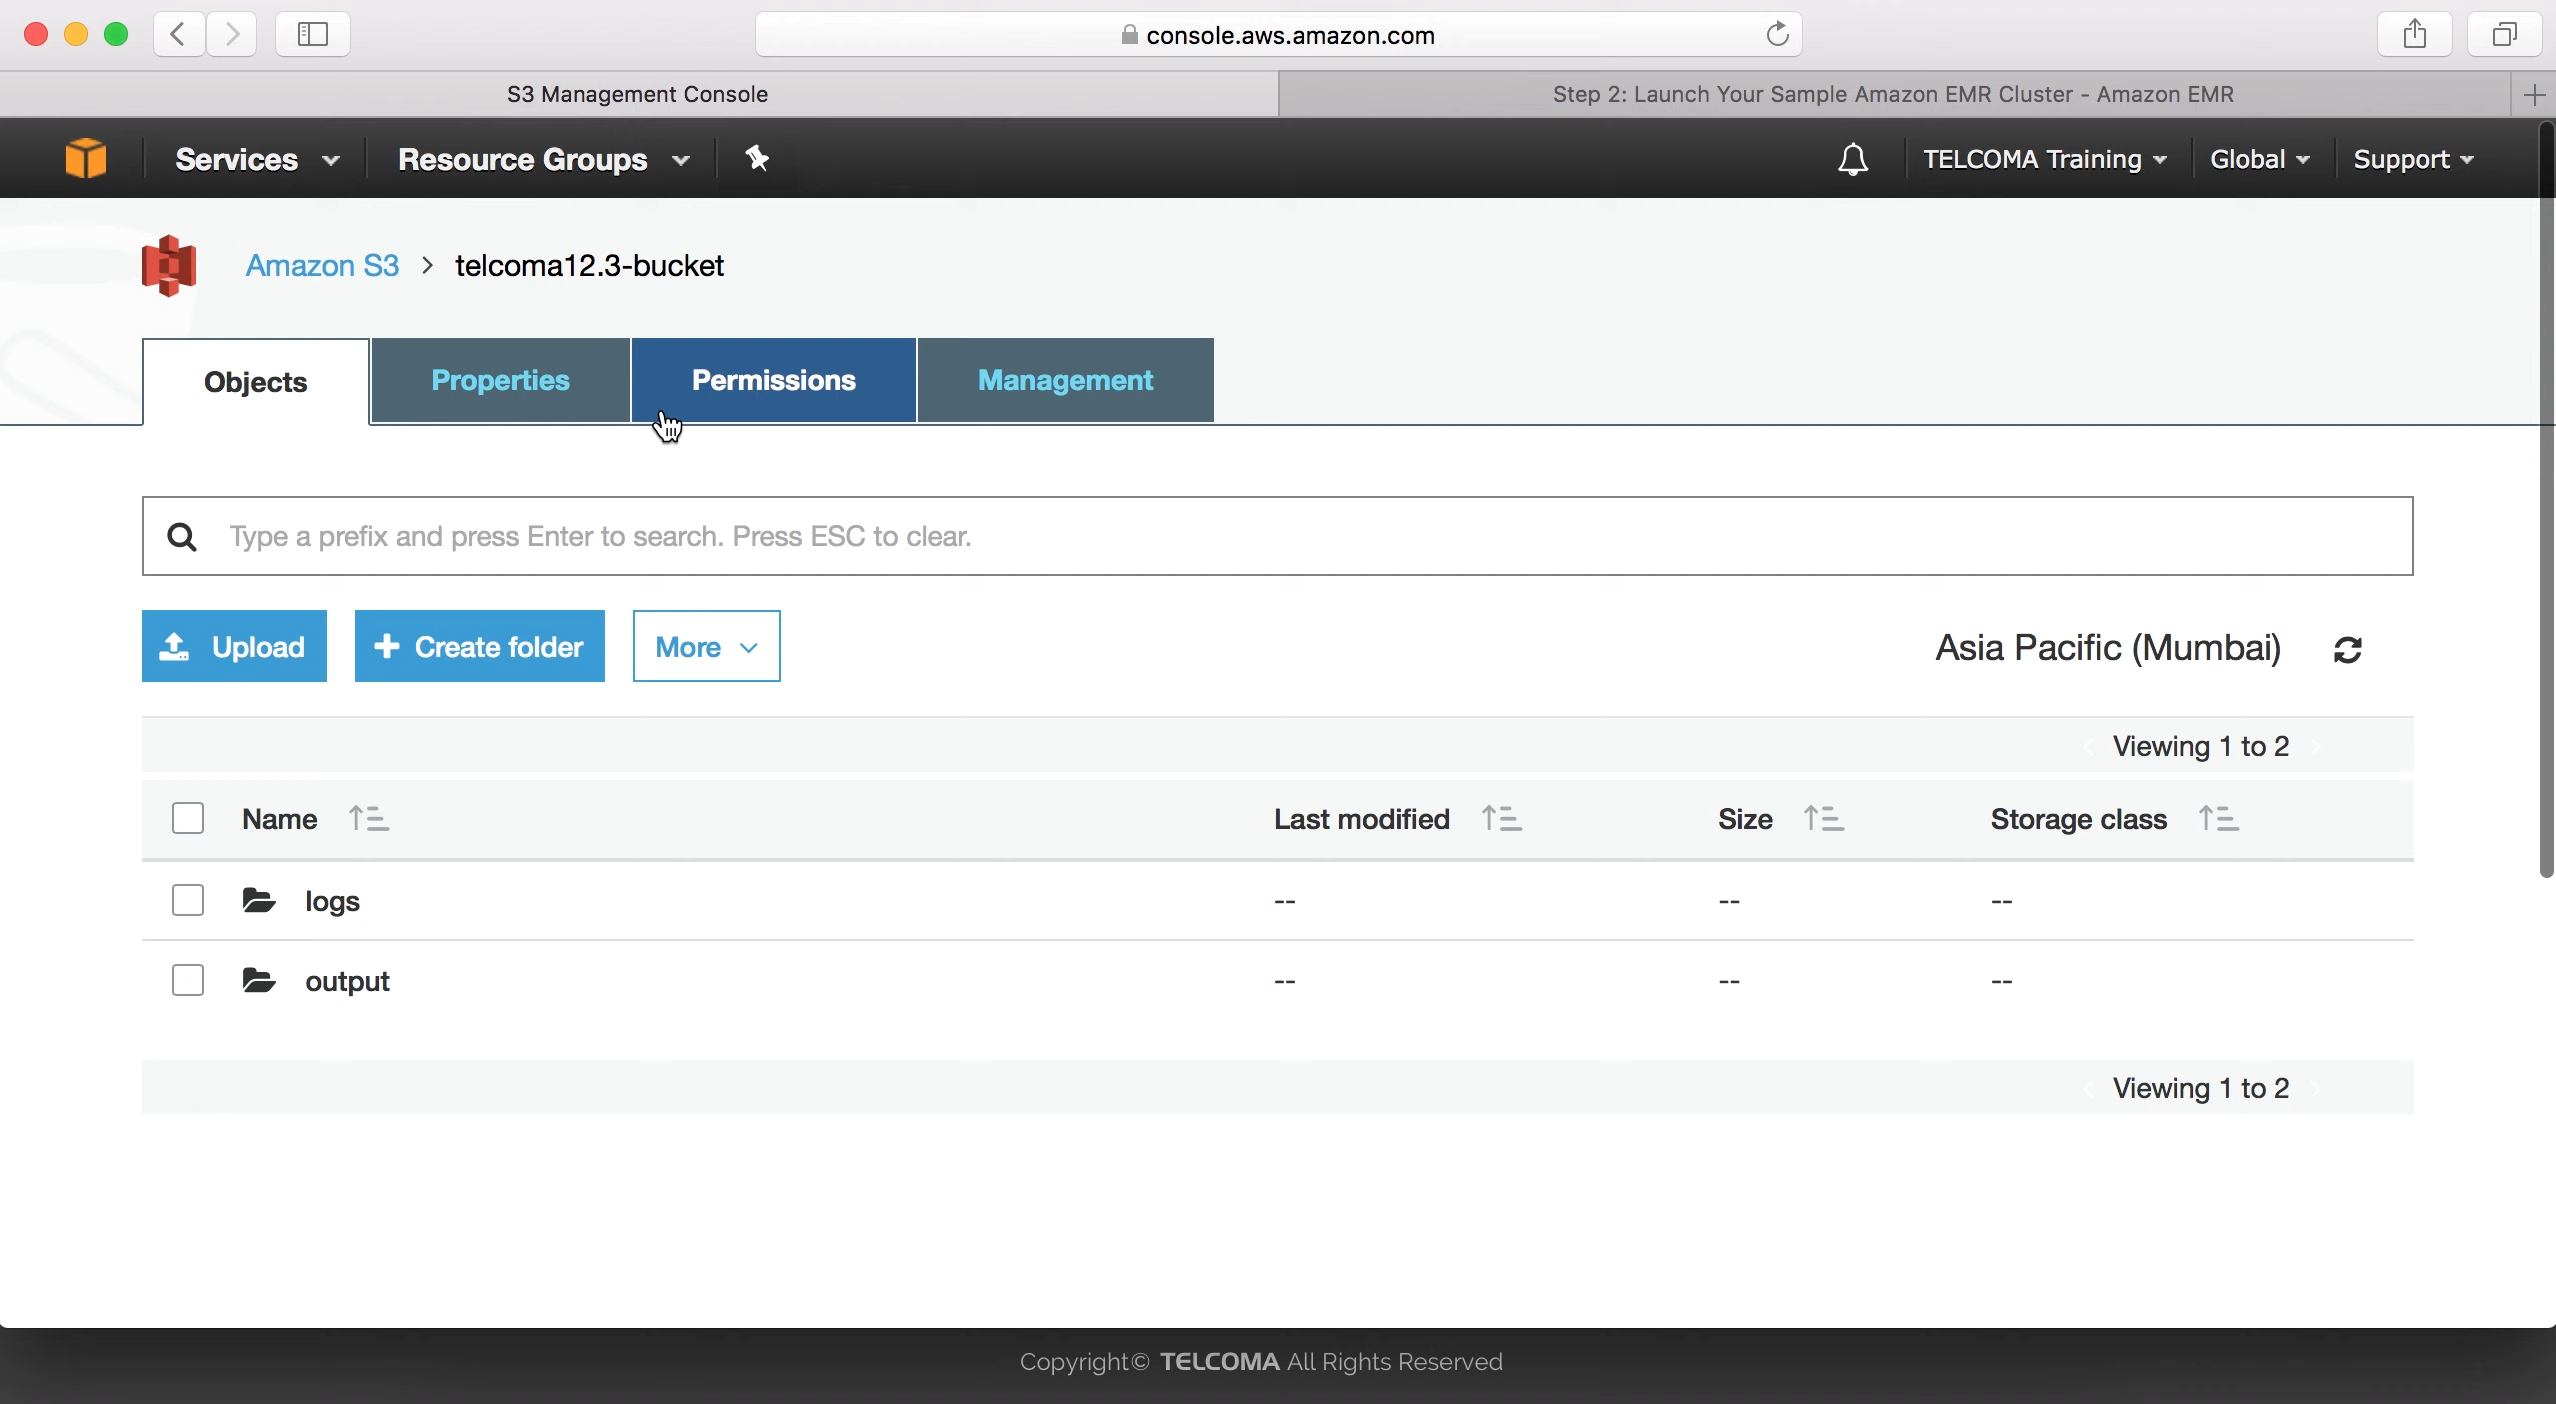 console.aws.amazon.com
S3 Management Console
Step 2: Launch Your Sample Amazon EMR Cluster - Amazon EMR
Services
Resource Groups
TELCOMA Training
Global
Support
Amazon S3 > telcoma12.3-bucket
Objects
Properties
Permissions
Management
Type a prefix and press Enter to search. Press ESC to clear.
Upload
+ Create folder
More
Asia Pacific (Mumbai)
Viewing 1 to 2
Name
Last modified
Size
Storage class
logs
--
--
--
output
--
--
--
Viewing 1 to 2
Copyright© TELCOMA All Rights Reserved